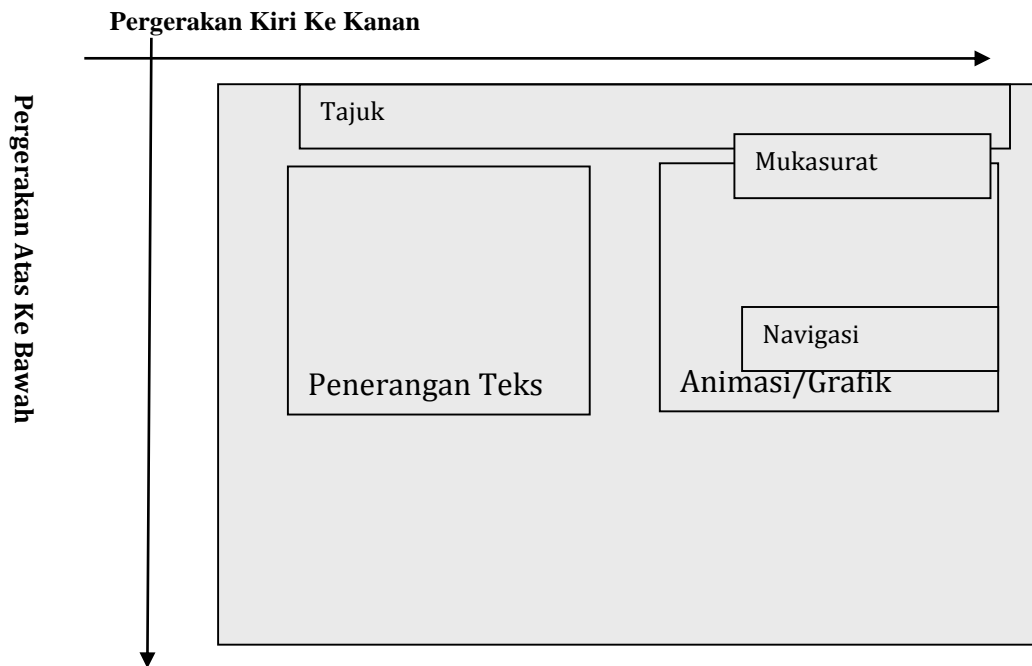 Pergerakan Kiri Ke Kanan
Pergerakan Atas Ke Bawah
Tajuk
Mukasurat
Navigasi
Penerangan Teks
Animasi/Grafik